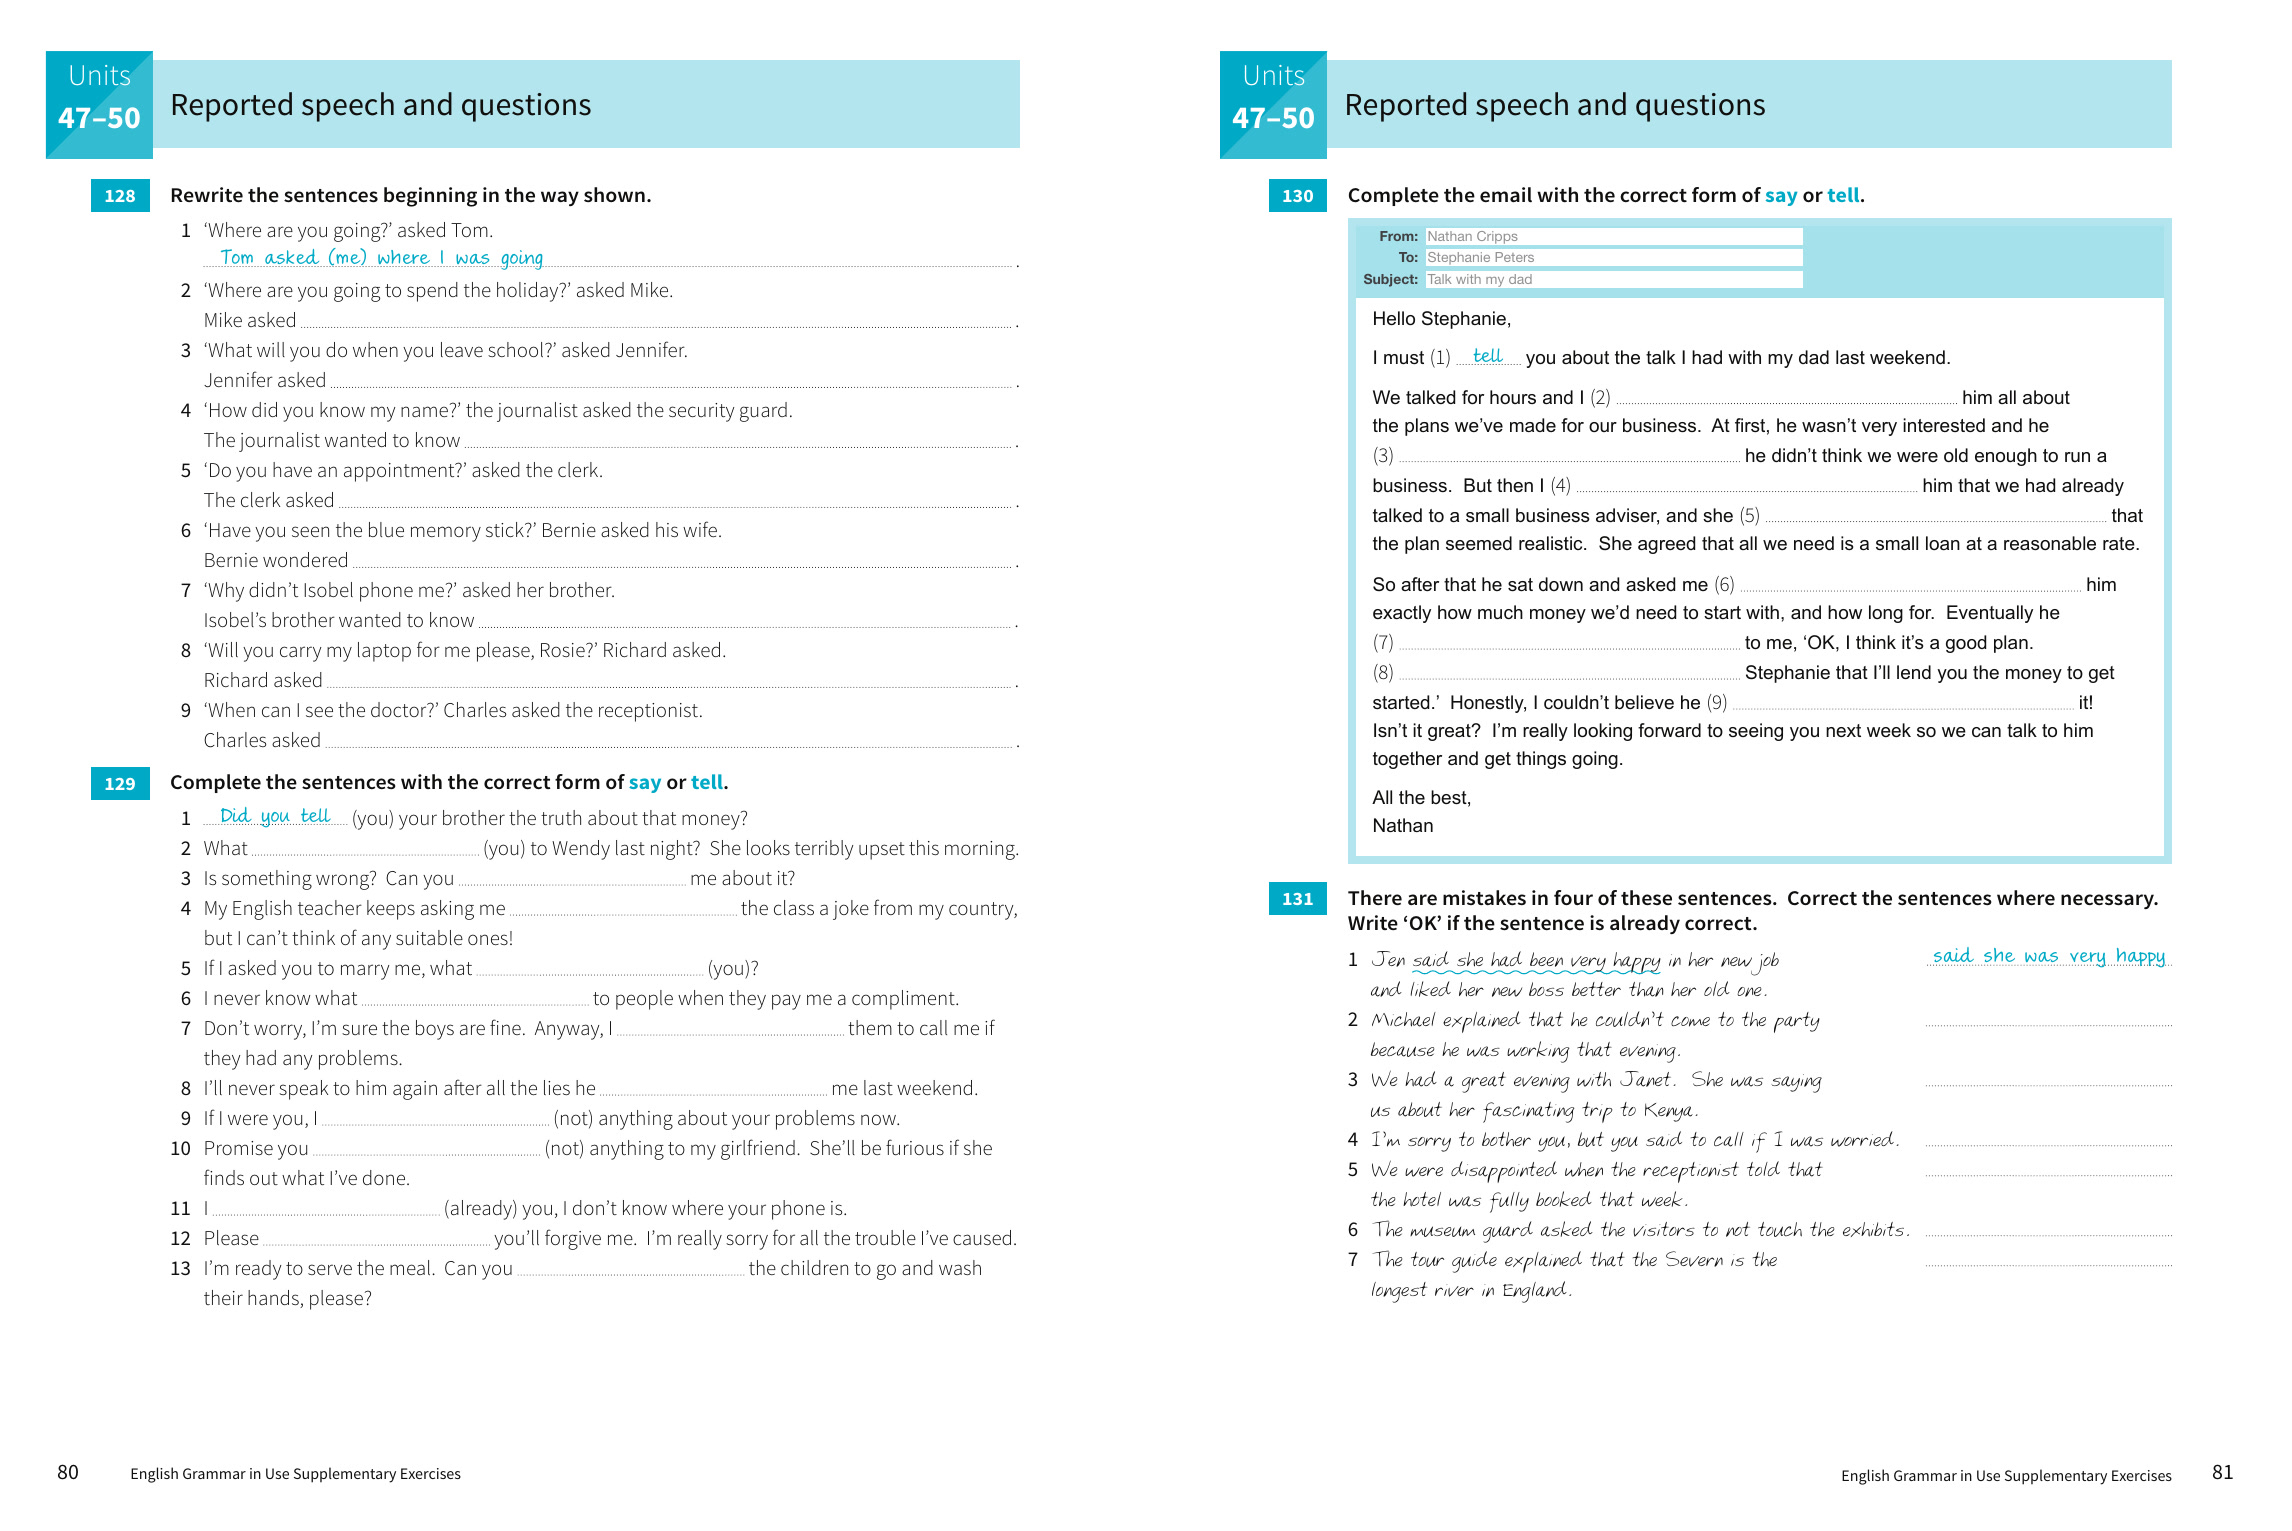 Units
47–50
Reported speech and questions
128
Rewrite the sentences beginning in the way shown.
1 ‘Where are you going?’ asked Tom.
Tom asked (me) where I was going.
2 ‘Where are you going to spend the holiday?’ asked Mike.
Mike asked .
3 ‘What will you do when you leave school?’ asked Jennifer.
Jennifer asked .
4 ‘How did you know my name?’ the journalist asked the security guard.
The journalist wanted to know .
5 ‘Do you have an appointment?’ asked the clerk.
The clerk asked .
6 ‘Have you seen the blue memory stick?’ Bernie asked his wife.
Bernie wondered .
7 ‘Why didn’t Isobel phone me?’ asked her brother.
Isobel’s brother wanted to know .
8 ‘Will you carry my laptop for me please, Rosie?’ Richard asked.
Richard asked .
9 ‘When can I see the doctor?’ Charles asked the receptionist.
Charles asked .
129
Complete the sentences with the correct form of say or tell.
1 Did you tell (you) your brother the truth about that money?
2 What (you) to Wendy last night? She looks terribly upset this morning.
3 Is something wrong? Can you me about it?
4 My English teacher keeps asking me the class a joke from my country,
but I can’t think of any suitable ones!
5 If I asked you to marry me, what (you)?
6 I never know what to people when they pay me a compliment.
7 Don’t worry, I’m sure the boys are fine. Anyway, I them to call me if
they had any problems.
8 I’ll never speak to him again after all the lies he me last weekend.
9 If I were you, I (not) anything about your problems now.
10 Promise you (not) anything to my girlfriend. She’ll be furious if she
finds out what I’ve done.
11 I (already) you, I don’t know where your phone is.
12 Please you’ll forgive me. I’m really sorry for all the trouble I’ve caused.
13 I’m ready to serve the meal. Can you the children to go and wash
their hands, please?
80 English Grammar in Use Supplementary Exercises
Units
47–50
Reported speech and questions
130
Complete the email with the correct form of say or tell.
From: Nathan Cripps
To: Stephanie Peters
Subject: Talk with my dad
Hello Stephanie,
I must (1) tell you about the talk I had with my dad last weekend.
We talked for hours and I (2) him all about
the plans we’ve made for our business. At first, he wasn’t very interested and he
(3) he didn’t think we were old enough to run a
business. But then I (4) him that we had already
talked to a small business adviser, and she (5) that
the plan seemed realistic. She agreed that all we need is a small loan at a reasonable rate.
So after that he sat down and asked me (6) him
exactly how much money we’d need to start with, and how long for. Eventually he
(7) to me, ‘OK, I think it’s a good plan.
(8) Stephanie that I’ll lend you the money to get
started.’ Honestly, I couldn’t believe he (9) it!
Isn’t it great? I’m really looking forward to seeing you next week so we can talk to him
together and get things going.
All the best,
Nathan
131
There are mistakes in four of these sentences. Correct the sentences where necessary.
Write ‘OK’ if the sentence is already correct.
1 Jen said she had been very happy in her new job said she was very happy
and liked her new boss better than her old one.
2 Michael explained that he couldn’t come to the party
because he was working that evening.
3 We had a great evening with Janet. She was saying
us about her fascinating trip to Kenya.
4 I’m sorry to bother you, but you said to call if I was worried.
5 We were disappointed when the receptionist told that
the hotel was fully booked that week.
6 The museum guard asked the visitors to not touch the exhibits.
7 The tour guide explained that the Severn is the
longest river in England.
English Grammar in Use Supplementary Exercises 81